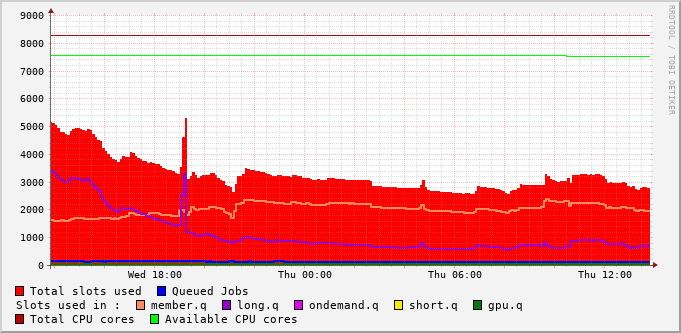 RRDTOOL / TOBI OETIKER
9000
8000
7000
6000
5000
4000
3000
2000
1000
0
Wed 18:00 Thu 00:00 Thu 06:00 Thu 12:00
Total slots used Queued Jobs
Slots used in : member.q long.q ondemand.q short.q gpu.q
Total CPU cores Available CPU cores